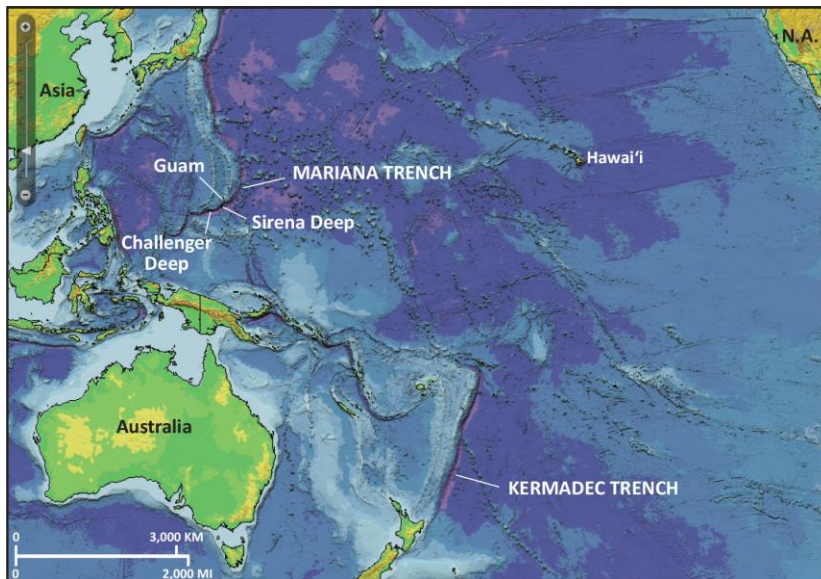 N.A.
Asia
Hawaiʻi
Guam
MARIANA TRENCH
Sirena Deep
Challenger
Deep
Australia
KERMADEC TRENCH
0 3,000 KM
0 2,000 MI